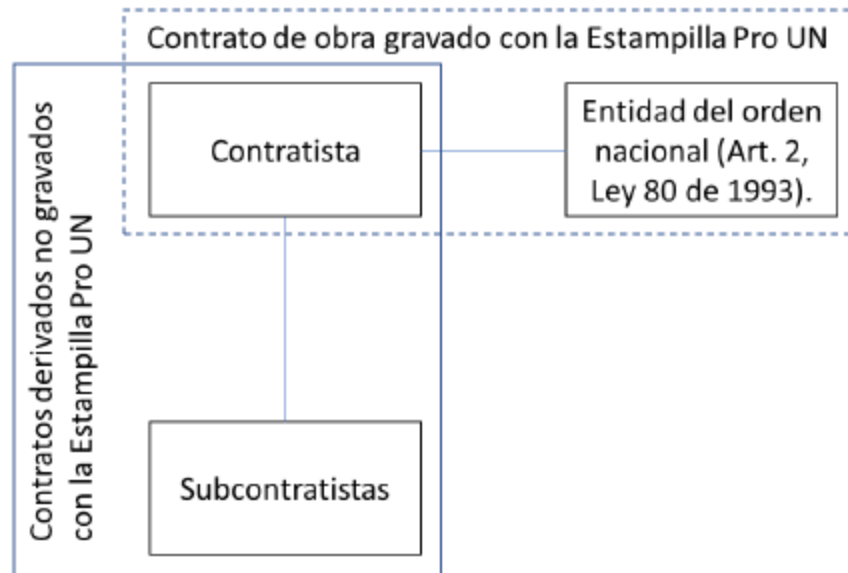 Contrato de obra gravado con la Estampilla Pro UN
Contratista
Entidad del orden
nacional (Art. 2,
Ley 80 de 1993).
Contratos derivados no gravados
con la Estampilla Pro UN
Subcontratistas